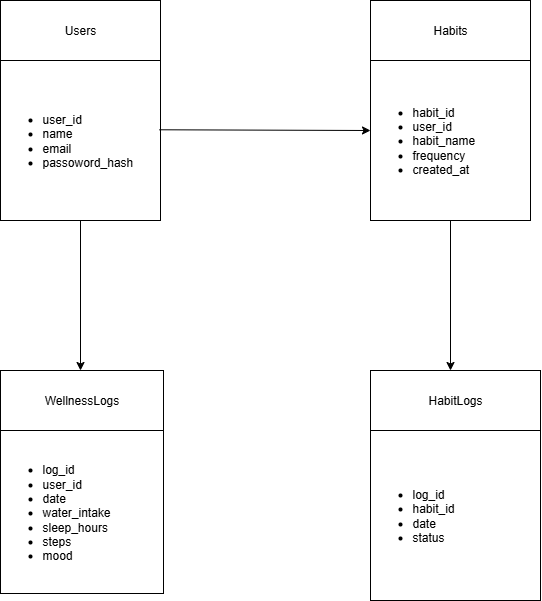 Users
user_id
name
email
passoword_hash
Habits
habit_id
user_id
habit_name
frequency
created_at
WellnessLogs
log_id
user_id
date
water_intake
sleep_hours
steps
mood
HabitLogs
log_id
habit_id
date
status